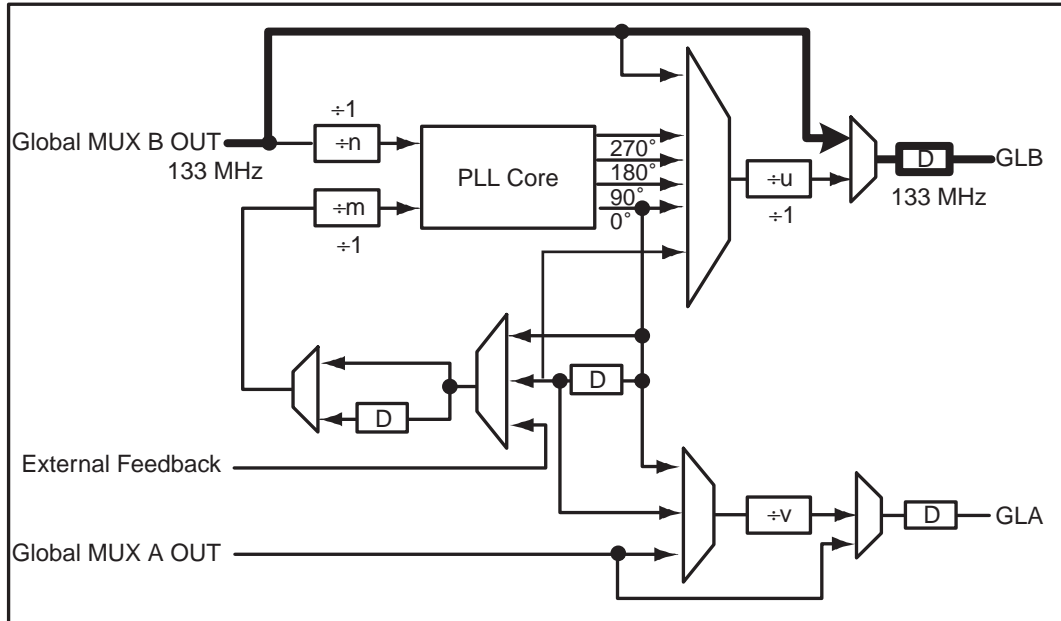 ÷1
Global MUX B OUT
133 MHz
÷n
÷m
÷1
PLL Core
270°
180°
90°
0°
÷u
÷1
D
133 MHz
GLB
D
D
External Feedback
Global MUX A OUT
÷v
D
GLA